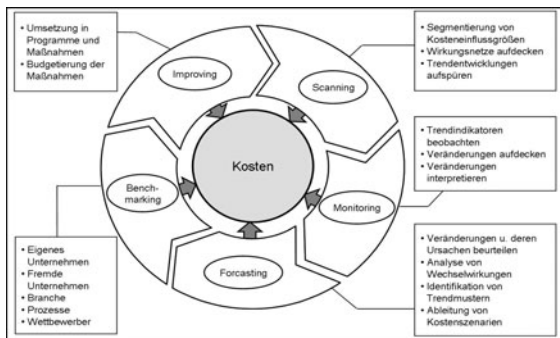 • Umsetzung in
Programme und
Maßnahmen
• Budgetierung der
Maßnahmen
Improving
Scanning
• Segmentierung von
Kosteneinflussgrößen
• Wirkungsnetze aufdecken
• Trendentwicklungen
aufspüren
Kosten
• Trendindikatoren
beobachten
• Veränderungen aufdecken
• Veränderungen
interpretieren
Bench-
marking
Monitoring
• Eigenes
Unternehmen
• Fremde
Unternehmen
• Branche
• Prozesse
• Wettbewerber
Forcasting
• Veränderungen u. deren
Ursachen beurteilen
• Analyse von
Wechselwirkungen
• Identifikation von
Trendmustern
• Ableitung von
Kostenszenarien